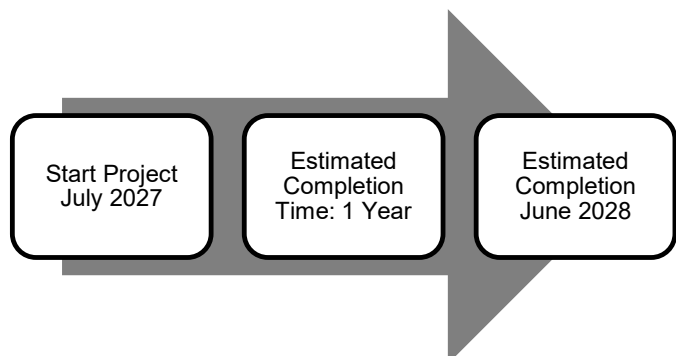 Start Project
July 2027
Estimated
Completion
Time: 1 Year
Estimated
Completion
June 2028